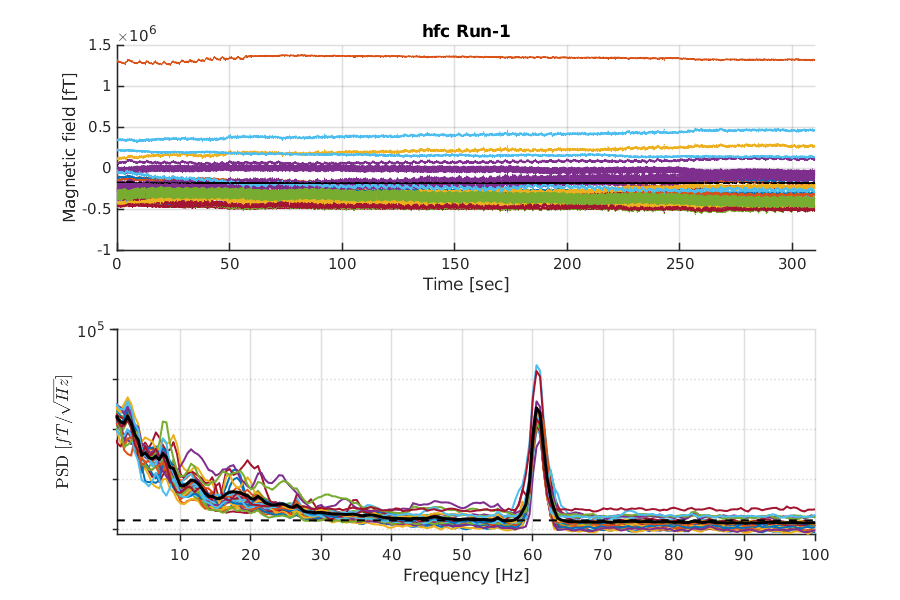 hfc Run-1
×10^6
1.5
1
0.5
0
-0.5
-1
Magnetic field [fT]
0 50 100 150 200 250 300
Time [sec]
10^5
PSD [fT/√Hz]
10 20 30 40 50 60 70 80 90 100
Frequency [Hz]